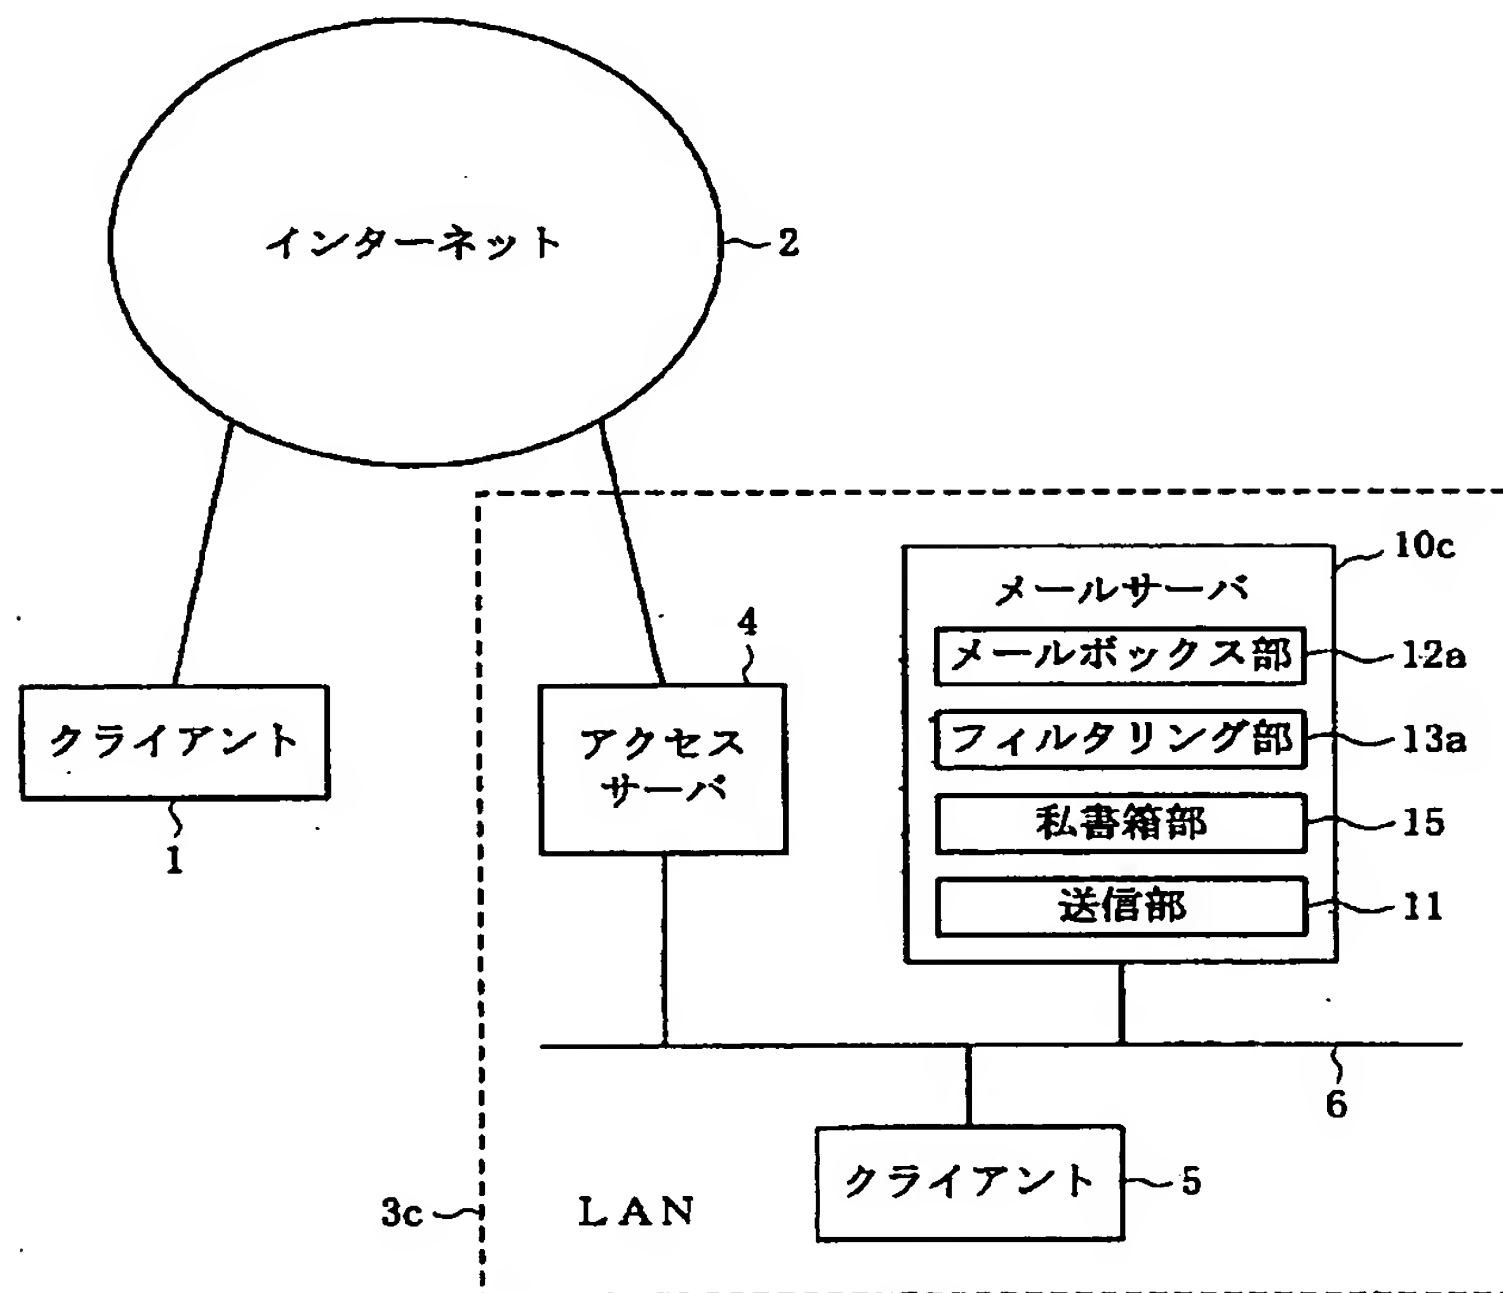 インターネット
2
10c
メールサーバ
メールボックス部
12a
4
クライアント
1
アクセス
サーバ
フィルタリング部
13a
私書箱部
15
送信部
11
6
クライアント
5
3c
LAN